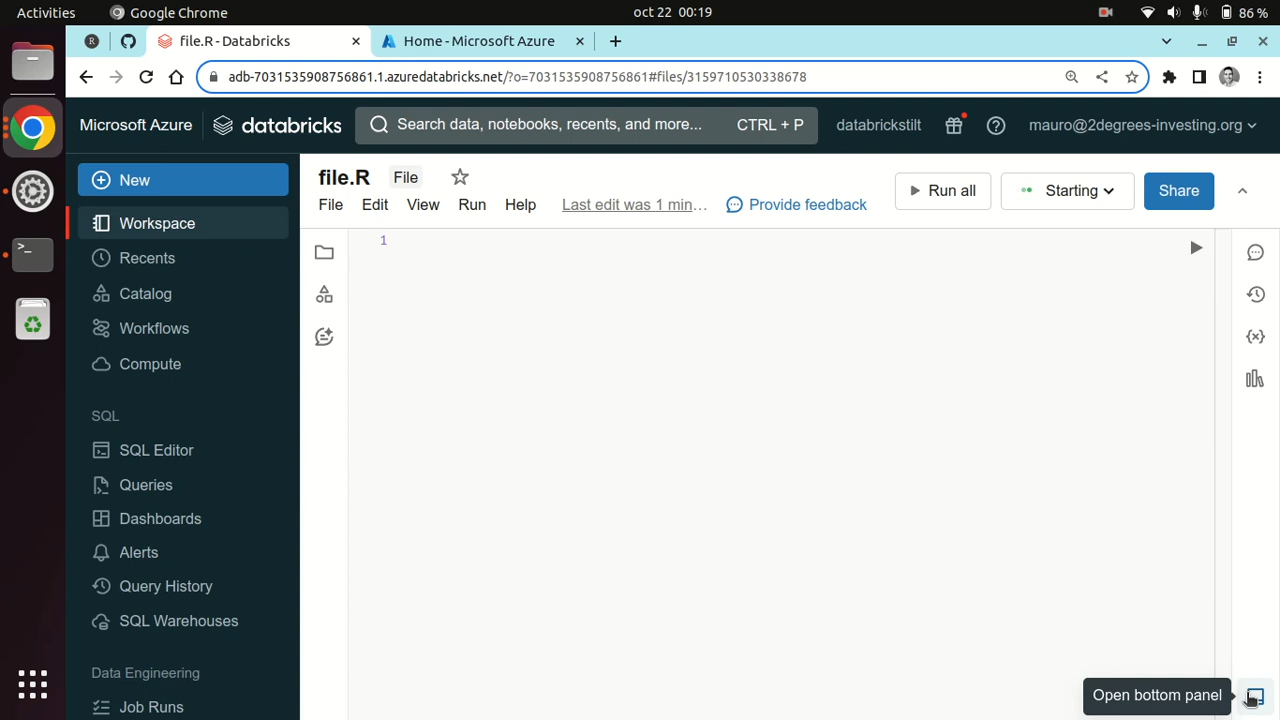 Activities Google Chrome oct 22 00:19 86 %
file.R - Databricks Home - Microsoft Azure
adb-7031535908756861.1.azuredatabricks.net/?o=7031535908756861#files/3159710530338678
Microsoft Azure databricks Search data, notebooks, recents, and more... CTRL + P databrickstilt mauro@2degrees-investing.org
New
file.R File
Run all Starting Share
File Edit View Run Help Last edit was 1 min... Provide feedback
Workspace
1
Recents
Catalog
Workflows
Compute
SQL
SQL Editor
Queries
Dashboards
Alerts
Query History
SQL Warehouses
Data Engineering
Open bottom panel
Job Runs